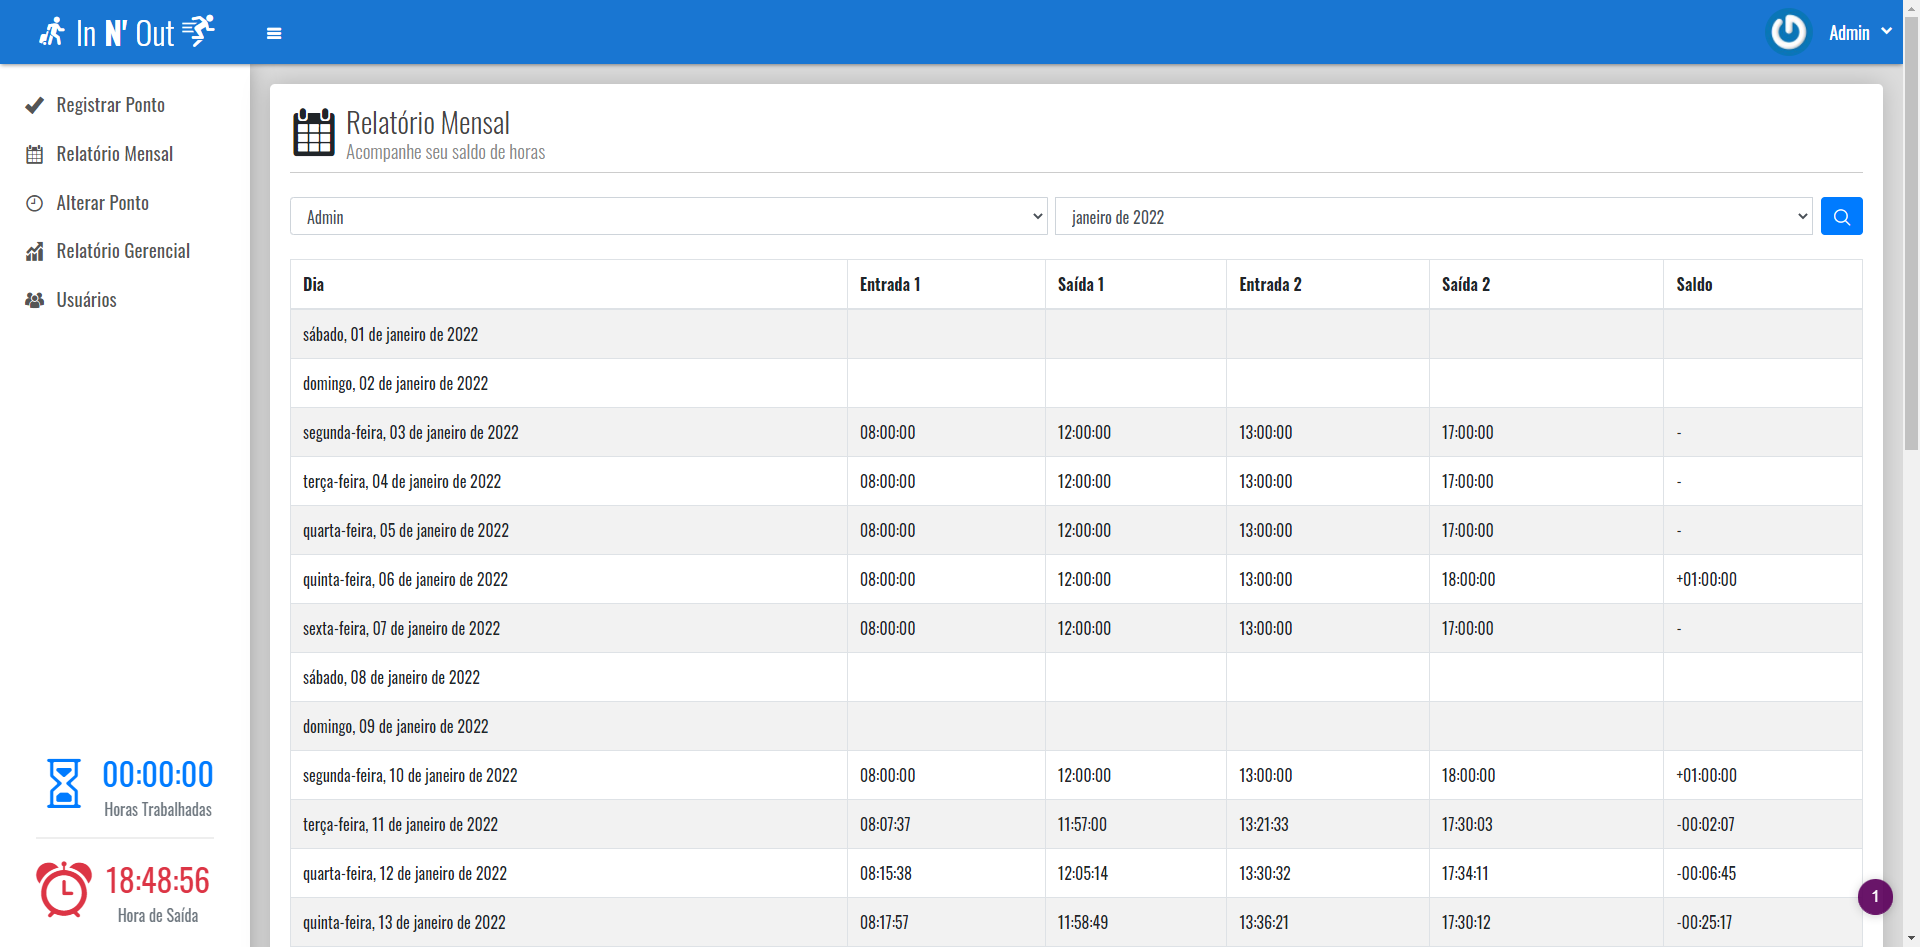 In N' Out
Admin
Registrar Ponto
Relatório Mensal
Alterar Ponto
Relatório Gerencial
Usuários
00:00:00
Horas Trabalhadas
18:48:56
Hora de Saída
Relatório Mensal
Acompanhe seu saldo de horas
Admin janeiro de 2022
Dia Entrada 1 Saída 1 Entrada 2 Saída 2 Saldo
sábado, 01 de janeiro de 2022
domingo, 02 de janeiro de 2022
segunda-feira, 03 de janeiro de 2022 08:00:00 12:00:00 13:00:00 17:00:00 -
terça-feira, 04 de janeiro de 2022 08:00:00 12:00:00 13:00:00 17:00:00 -
quarta-feira, 05 de janeiro de 2022 08:00:00 12:00:00 13:00:00 17:00:00 -
quinta-feira, 06 de janeiro de 2022 08:00:00 12:00:00 13:00:00 18:00:00 +01:00:00
sexta-feira, 07 de janeiro de 2022 08:00:00 12:00:00 13:00:00 17:00:00 -
sábado, 08 de janeiro de 2022
domingo, 09 de janeiro de 2022
segunda-feira, 10 de janeiro de 2022 08:00:00 12:00:00 13:00:00 18:00:00 +01:00:00
terça-feira, 11 de janeiro de 2022 08:07:37 11:57:00 13:21:33 17:30:03 -00:02:07
quarta-feira, 12 de janeiro de 2022 08:15:38 12:05:14 13:30:32 17:34:11 -00:06:45
quinta-feira, 13 de janeiro de 2022 08:17:57 11:58:49 13:36:21 17:30:12 -00:25:17
1